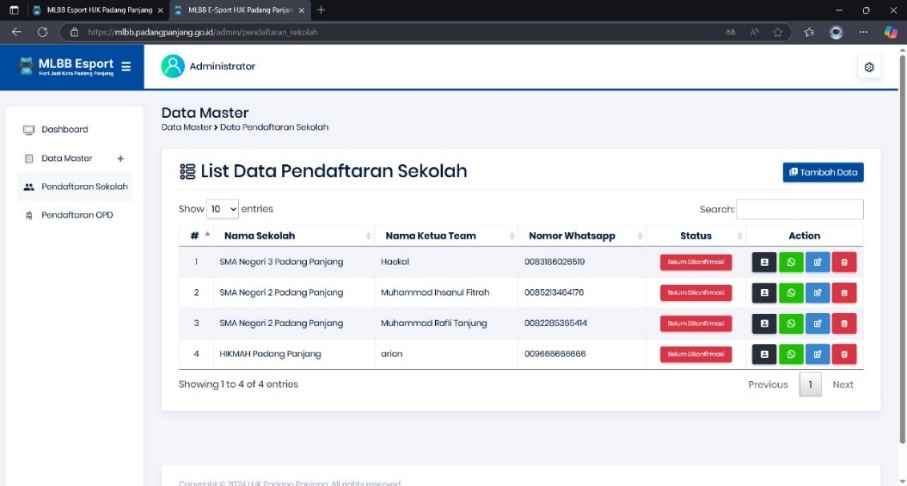 MLBB Esport HJK Padang Panjang
MLBB E-Sport HJK Padang Panjan
https://mlbb.padangpanjang.go.id/admin/pendaftaran_sekolah
MLBB Esport
Hari Jadi Kota Padang Panjang
Administrator
Dashboard
Data Master +
Pendaftaran Sekolah
Pendaftaran OPD
Data Master
Data Master > Data Pendaftaran Sekolah
List Data Pendaftaran Sekolah
Tambah Data
Show 10 entries
Search:
# Nama Sekolah Nama Ketua Team Nomor Whatsapp Status Action
1 SMA Negeri 3 Padang Panjang Haekal 0083186026519 Belum Dikonfirmasi
2 SMA Negeri 2 Padang Panjang Muhammad Ihsanul Fitrah 0085213464176 Belum Dikonfirmasi
3 SMA Negeri 2 Padang Panjang Muhammad Rafli Tanjung 0082285365414 Belum Dikonfirmasi
4 HIKMAH Padang Panjang arion 009666666666 Belum Dikonfirmasi
Showing 1 to 4 of 4 entries
Previous 1 Next
Copyright © 2024 HJK Padang Panjang. All rights reserved.